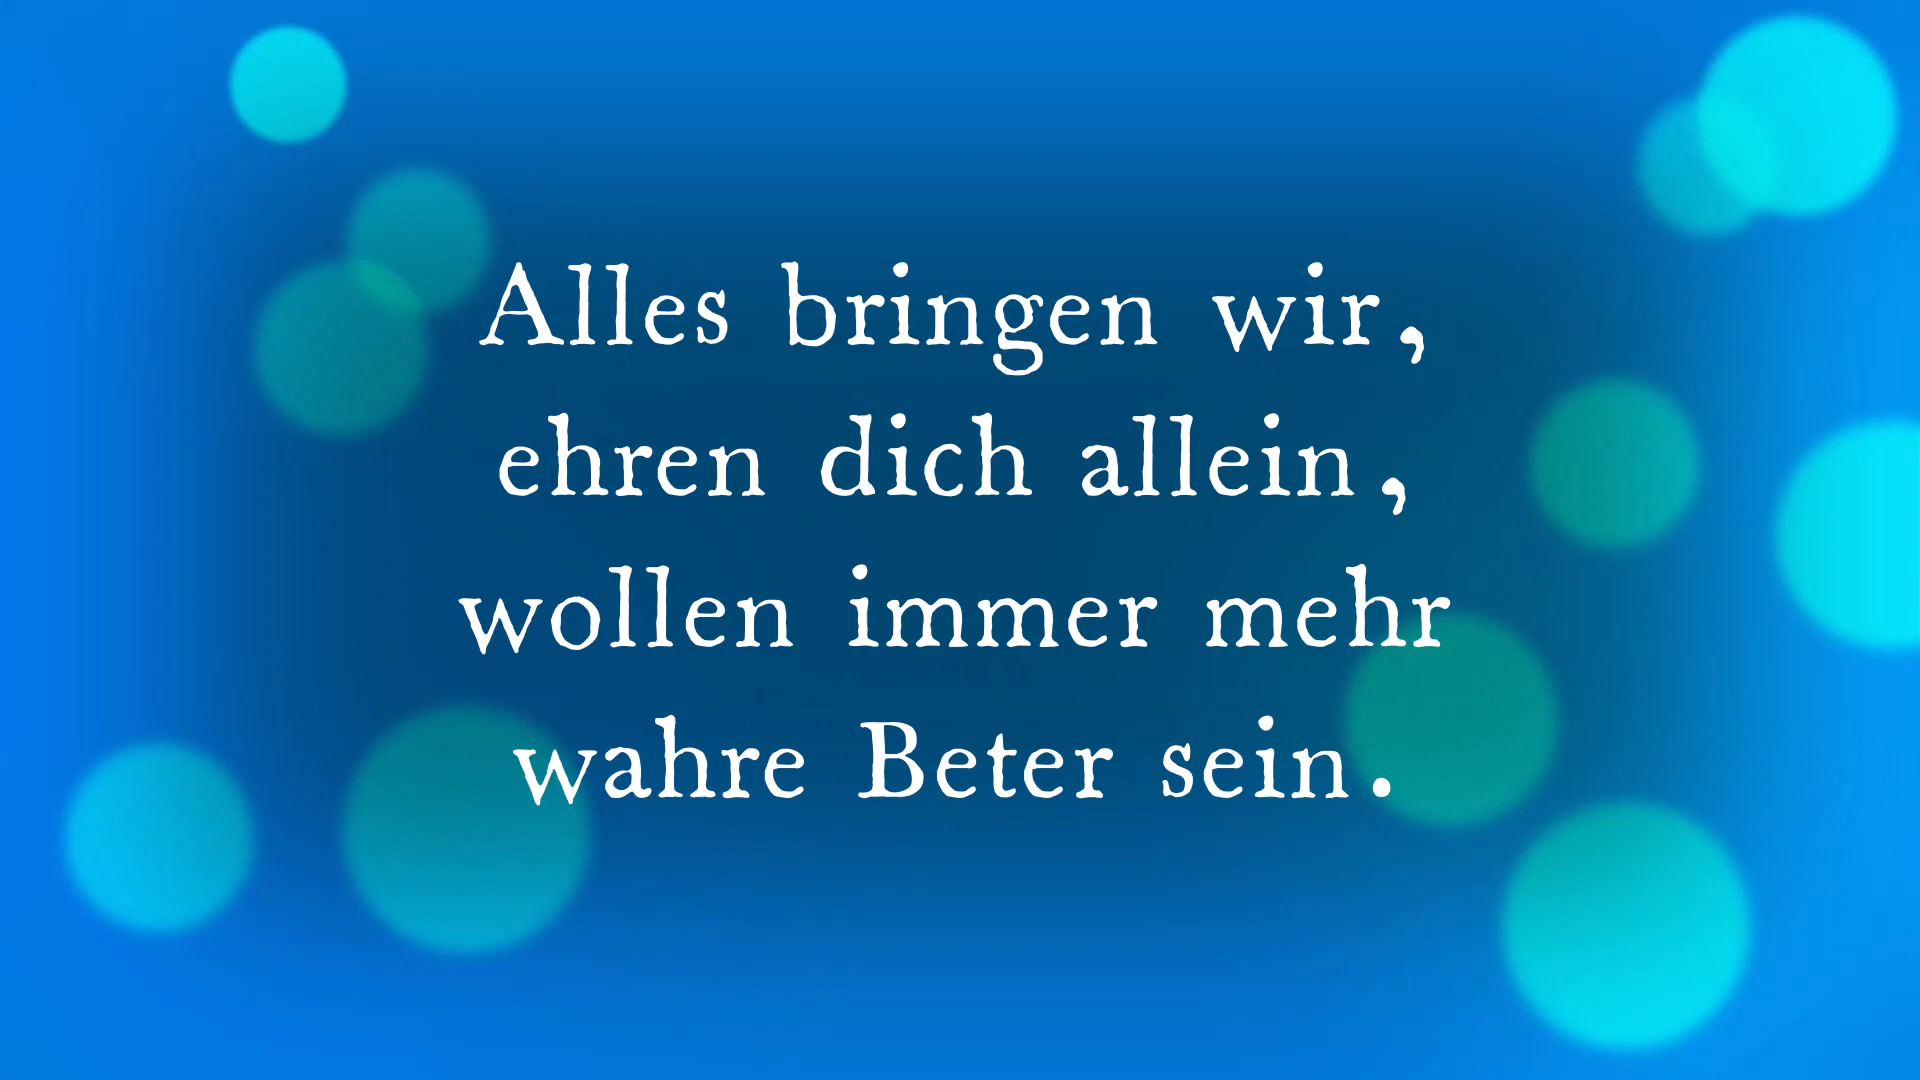 Alles bringen wir,
ehren dich allein,
wollen immer mehr
wahre Beter sein.